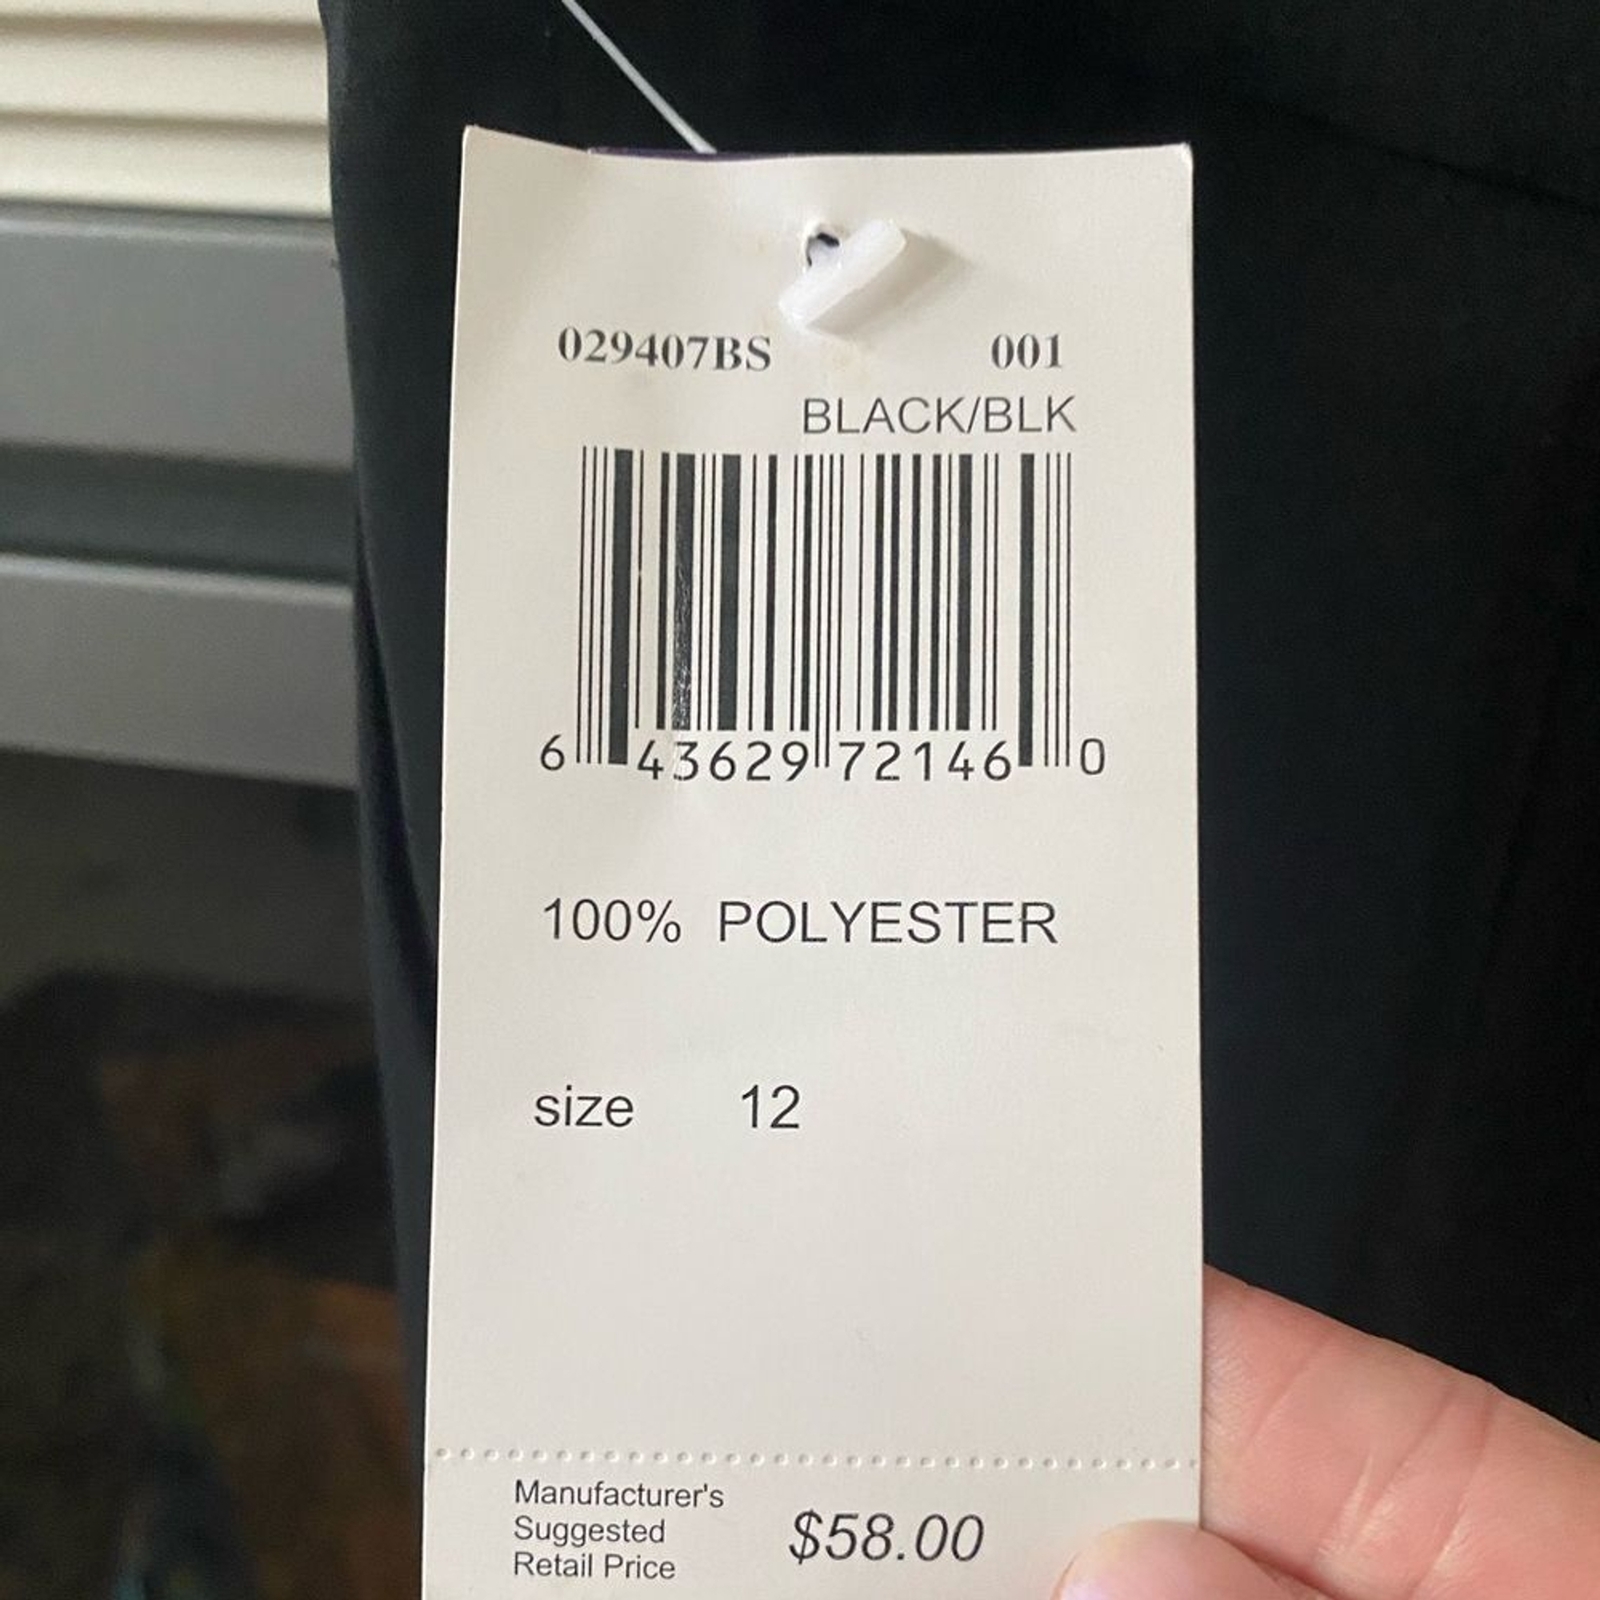 029407BS 001
BLACK/BLK
6 43629 72146 0
100% POLYESTER
size 12
Manufacturer's
Suggested
Retail Price
$58.00